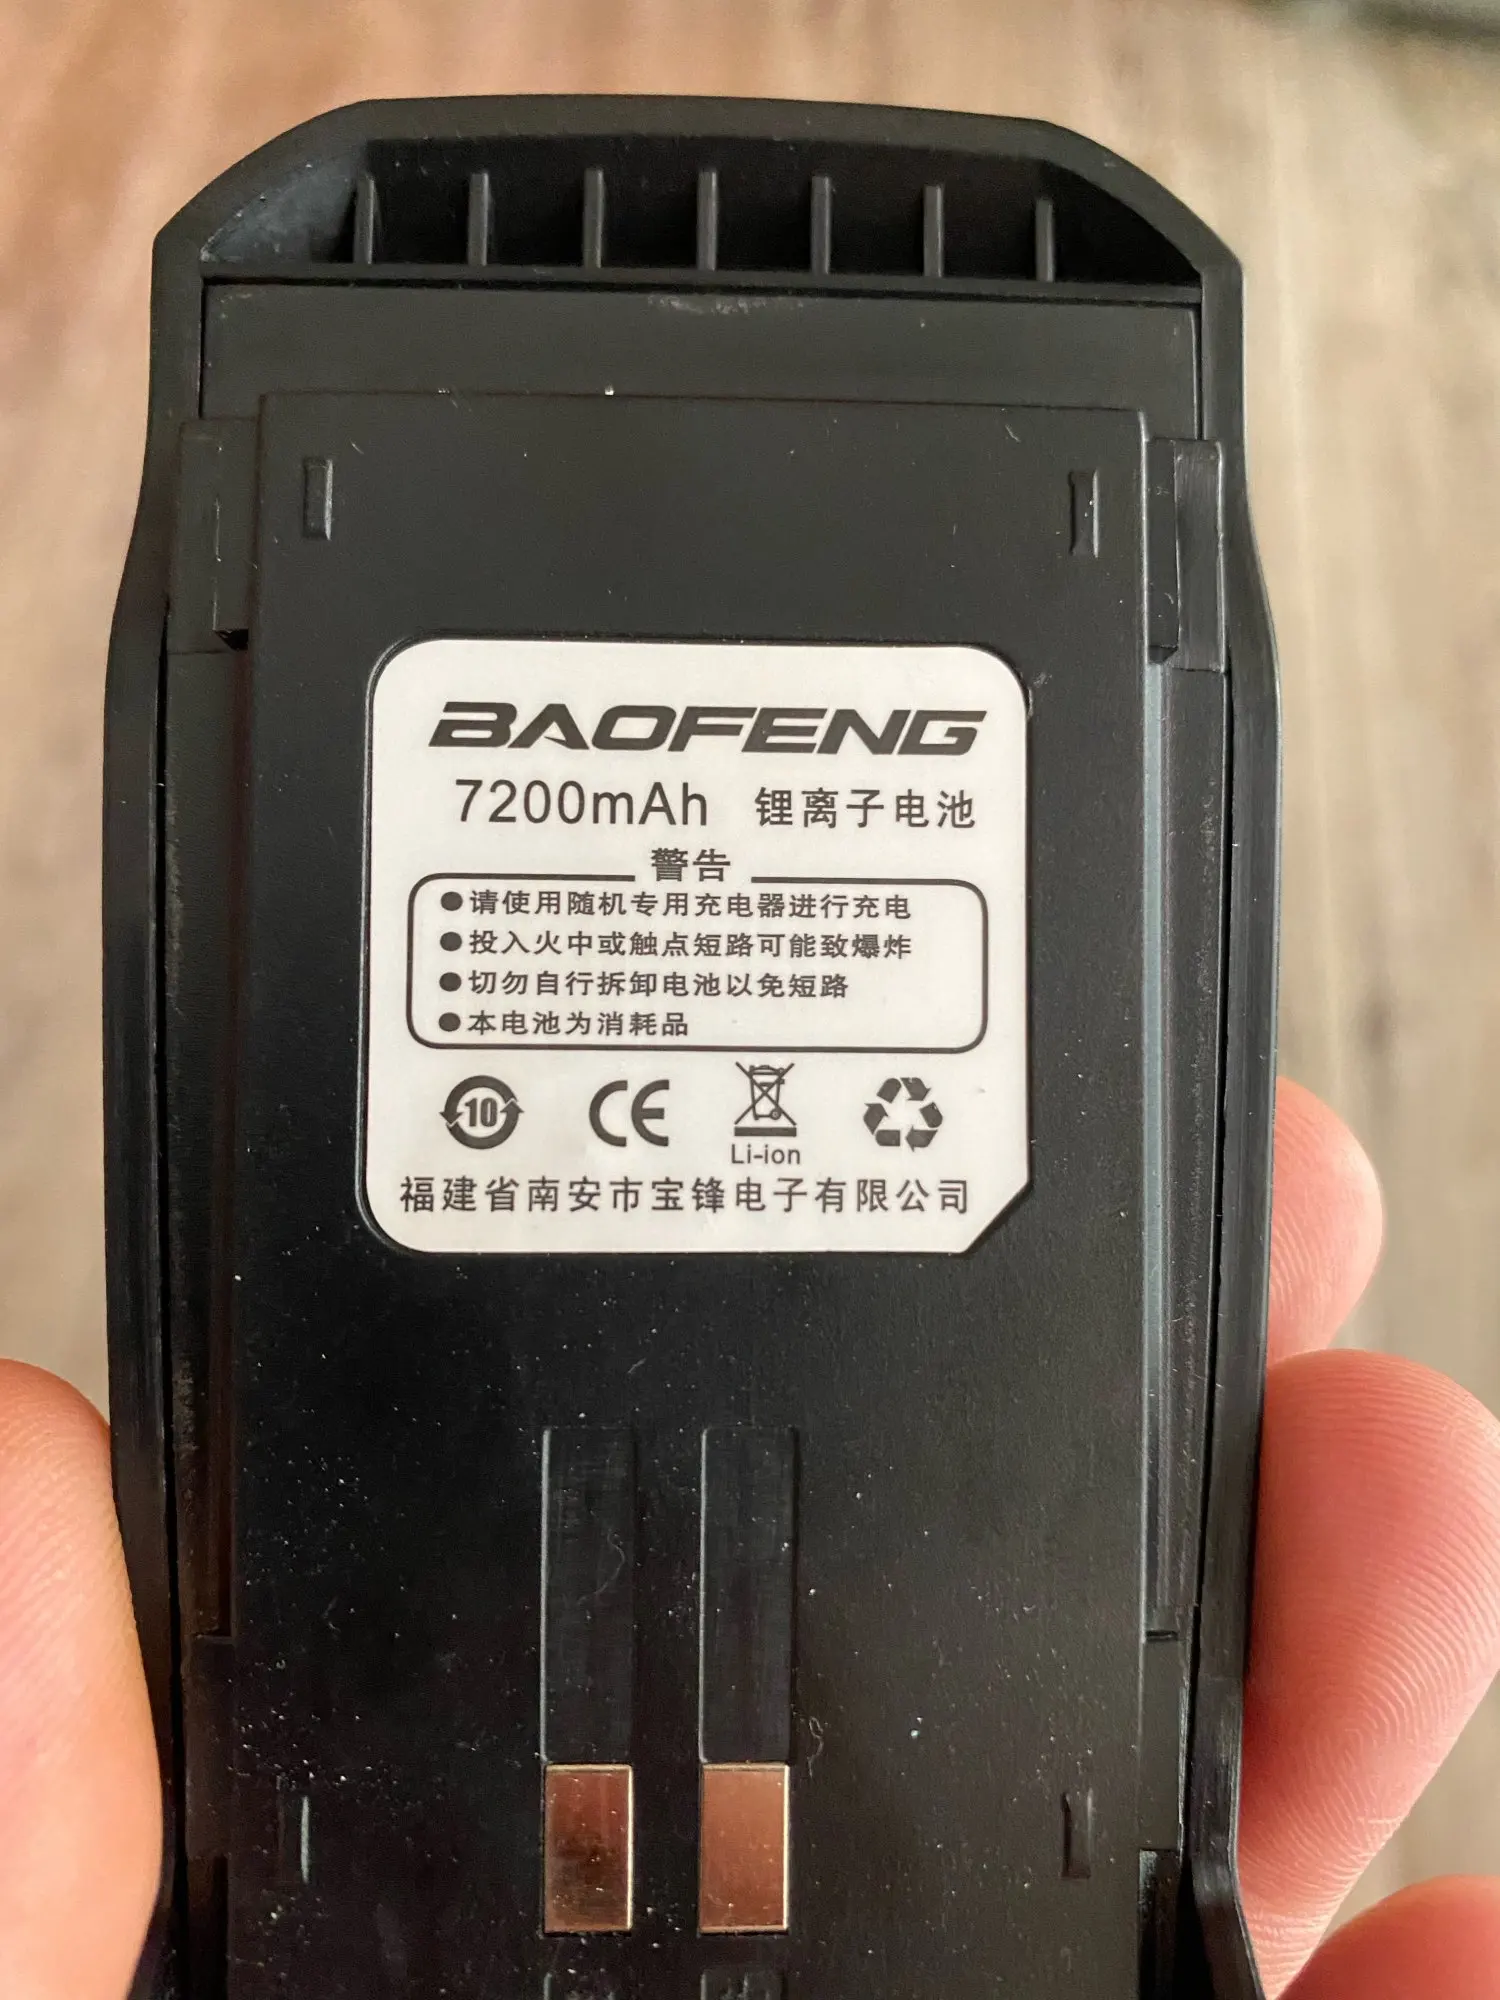 BAOFENG
7200mAh 锂离子电池
警告
●请使用随机专用充电器进行充电
●投入火中或触点短路可能致爆炸
●切勿自行拆卸电池以免短路
●本电池为消耗品
10 CE
Li-ion
福建省南安市宝锋电子有限公司